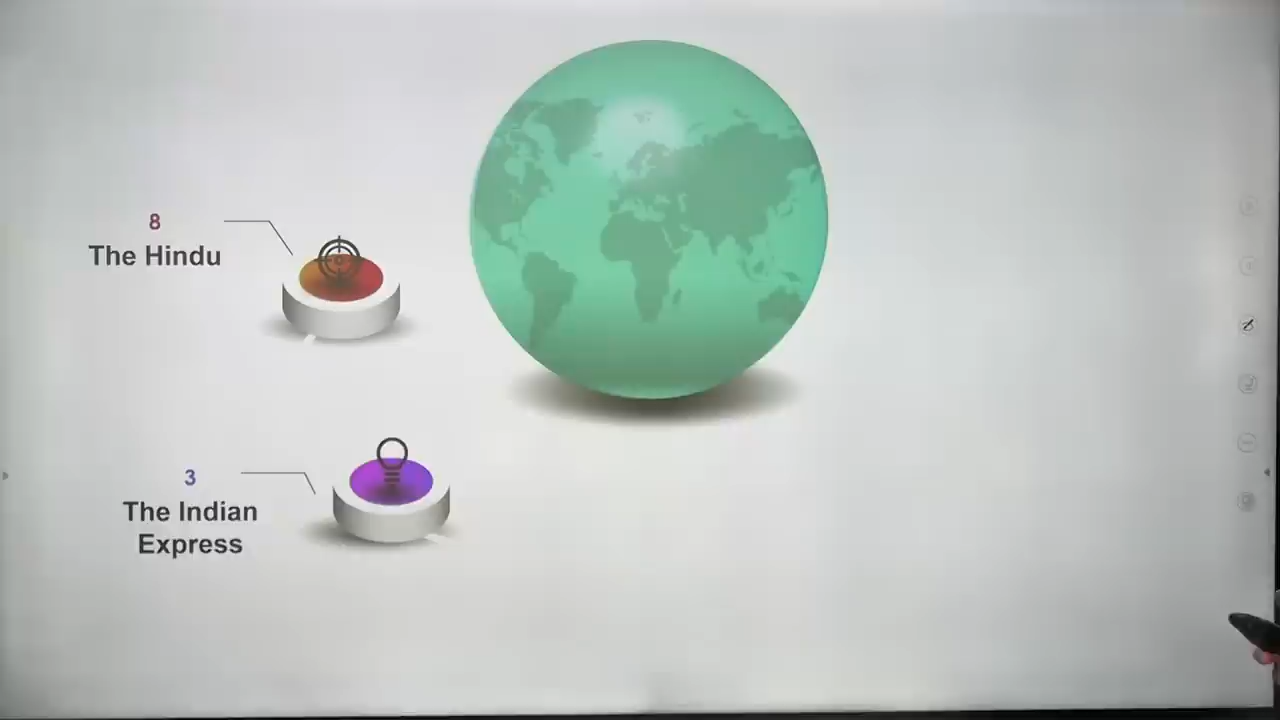 8
The Hindu
3
The Indian
Express